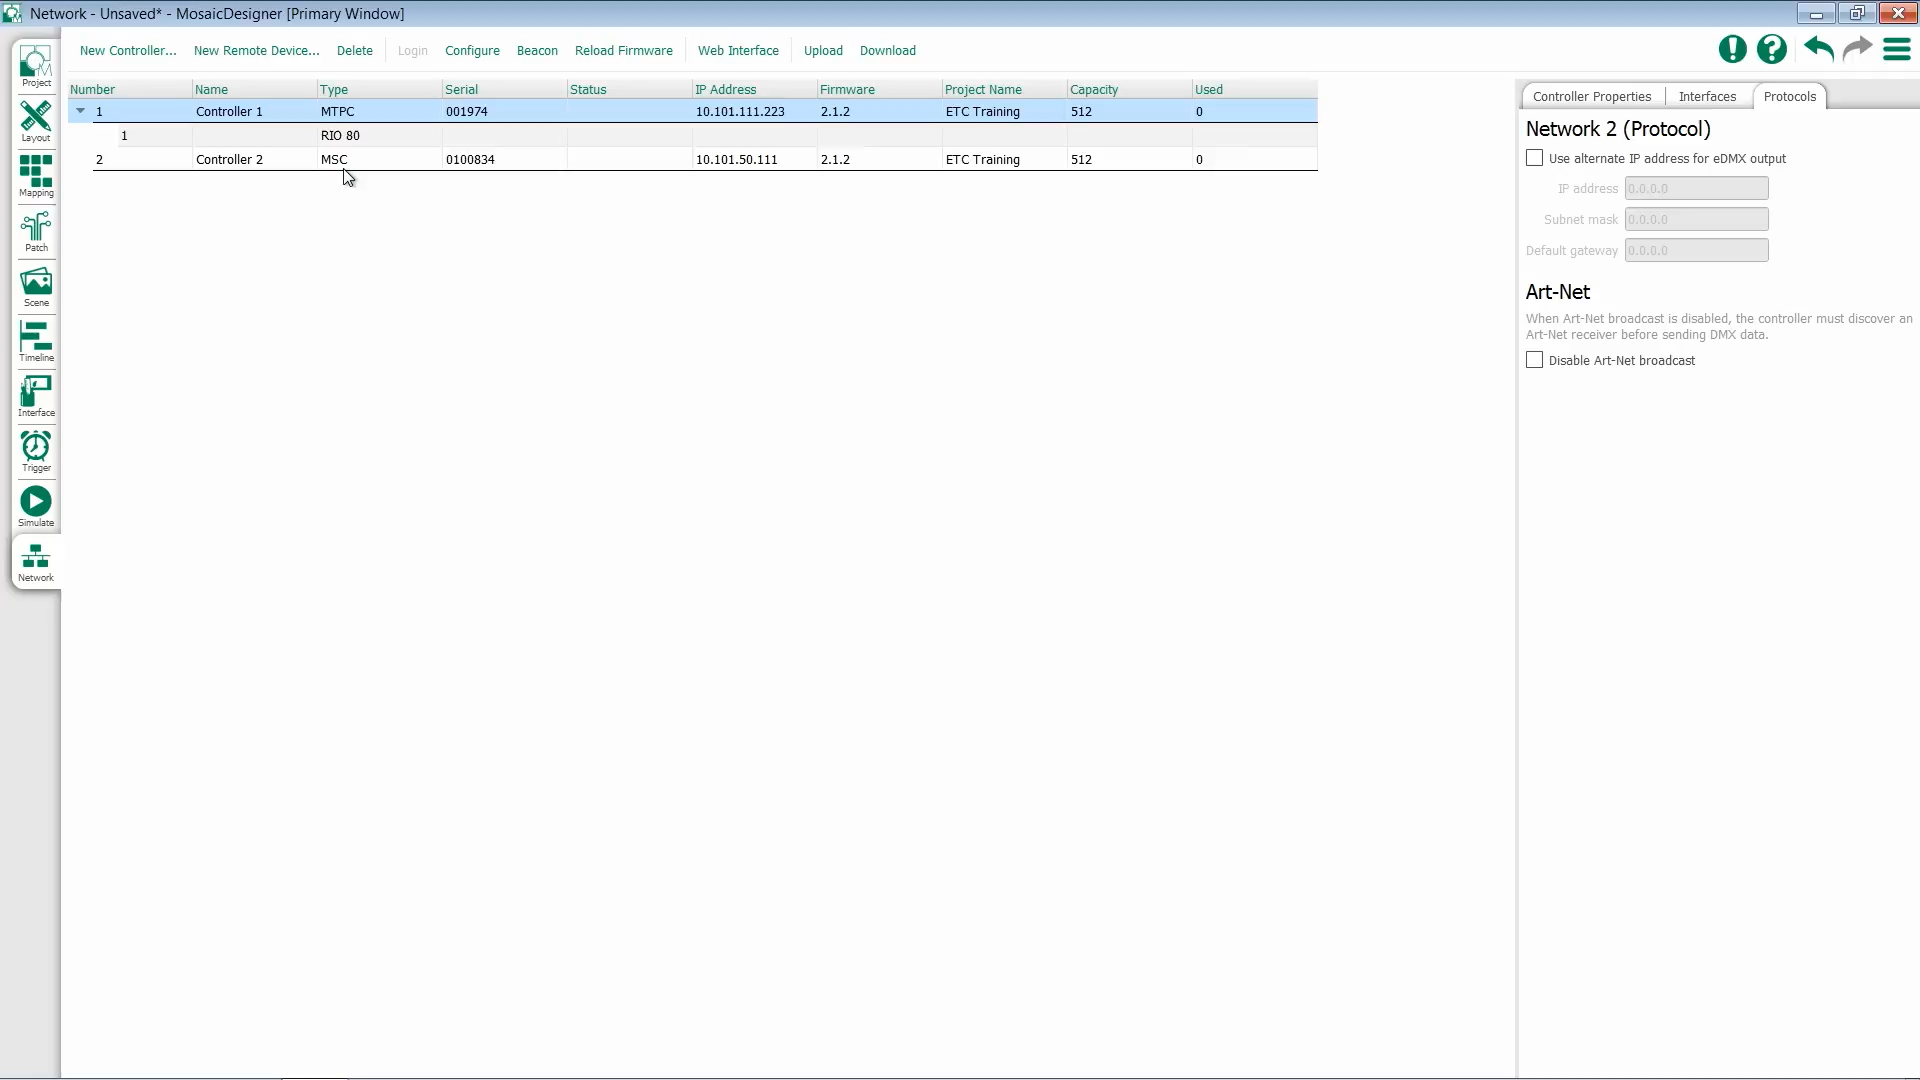 Network - Unsaved* - MosaicDesigner [Primary Window]
New Controller... New Remote Device... Delete Login Configure Beacon Reload Firmware Web Interface Upload Download
Project
Layout
Mapping
Patch
Scene
Timeline
Interface
Trigger
Simulate
Network
Number Name Type Serial Status IP Address Firmware Project Name Capacity Used
1 Controller 1 MTPC 001974 10.101.111.223 2.1.2 ETC Training 512 0
1 RIO 80
2 Controller 2 MSC 0100834 10.101.50.111 2.1.2 ETC Training 512 0
Controller Properties Interfaces Protocols
Network 2 (Protocol)
Use alternate IP address for eDMX output
IP address 0.0.0.0
Subnet mask 0.0.0.0
Default gateway 0.0.0.0
Art-Net
When Art-Net broadcast is disabled, the controller must discover an
Art-Net receiver before sending DMX data.
Disable Art-Net broadcast